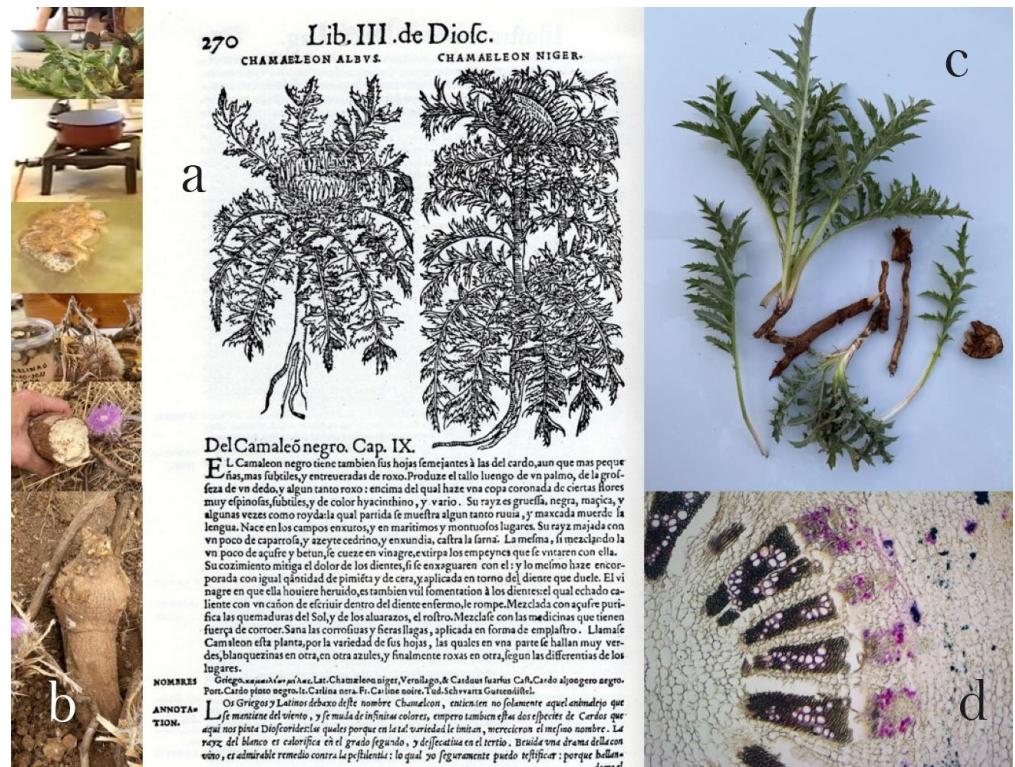 270
Lib. III .de Dioſc.
CHAMAELEON ALBVS.
CHAMAELEON NIGER.
a
c
Del Camaleõ negro. Cap. IX.
EL Camaleon negro tiene tambien ſus hojas ſemejantes à las del cardo,aun que mas peque
ñas,mas ſubtiles,y entreueradas de roxo.Produze el tallo luengo de vn palmo, de la groſ-
ſeza de vn dedo,y algun tanto roxo : encima del qual haze vna copa coronada de ciertas flores
muy eſpinoſas,ſubtiles,y de color hyacinthino, y vario. Su rayz es grueſſa, negra, maçiça, y
algunas vezes como royda:la qual partida ſe mueſtra algun tanto ruuia, y maxcada muerde la
lengua. Nace en los campos enxutos,y en maritimos y montuoſos lugares. Su rayz majada con
vn poco de caparroſa,y azeyte cedrino,y enxundia, caſtra la ſarna. La meſma, ſi mezclando la
vn poco de açufre y betun,ſe cueze en vinagre,extirpa los empeynes que ſe vntaren con ella.
Su cozimiento mitiga el dolor de los dientes,ſi ſe enxaguaren con el : y lo meſmo haze encor-
porada con igual qãntidad de pimiẽta y de cera,y aplicada en torno del diente que duele. El vi
nagre en que ella houiere heruido,es tambien vtil fomentation à los dientes:el qual echado ca-
liente con vn cañon de eſcriuir dentro del diente enfermo,le rompe.Mezclada con açufre puri-
fica las quemaduras del Sol,y de los aluarazos, el roſtro.Mezclaſe con las medicinas que tienen
fuerça de corroer.Sana las corroſiuas y fieras llagas, aplicada en forma de emplaſtro. Llamaſe
Camaleon eſta planta,por la variedad de ſus hojas, las quales en vna parte ſe hallan muy ver-
des,blanquezinas en otra,en otra azules,y finalmente roxas en otra,ſegun las differentias de los
lugares.
NOMBRES
Griego, Lat.Chamæleon niger,Vernilago,& Carduus ſuarius Caſt.Cardo aljongero negro.
Port.Cardo pinto negro.It.Carlina nera. Fr.Carline noire.Tud.Schvvartz
ANNOTA-
TION.
LOs Griegos y Latinos debaxo deſte nombre Chamæleon, entienden no ſolamente aquel animalejo que
ſe mantiene del viento, y ſe muda de infinitas colores, empero tambien eſtas dos eſpecies de Cardos que
aqui nos pinta Dioſcorides:las quales porque en la tal variedad le imitan, merecieron el meſmo nombre. La
rayz del blanco es calorifica en el grado ſegundo, y deſſecatiua en el tertio. Beuida vna drama della con
vino, es admirable remedio contra la peſtilentia: lo qual yo ſeguramente puedo teſtificar: porque hallan-
b
d